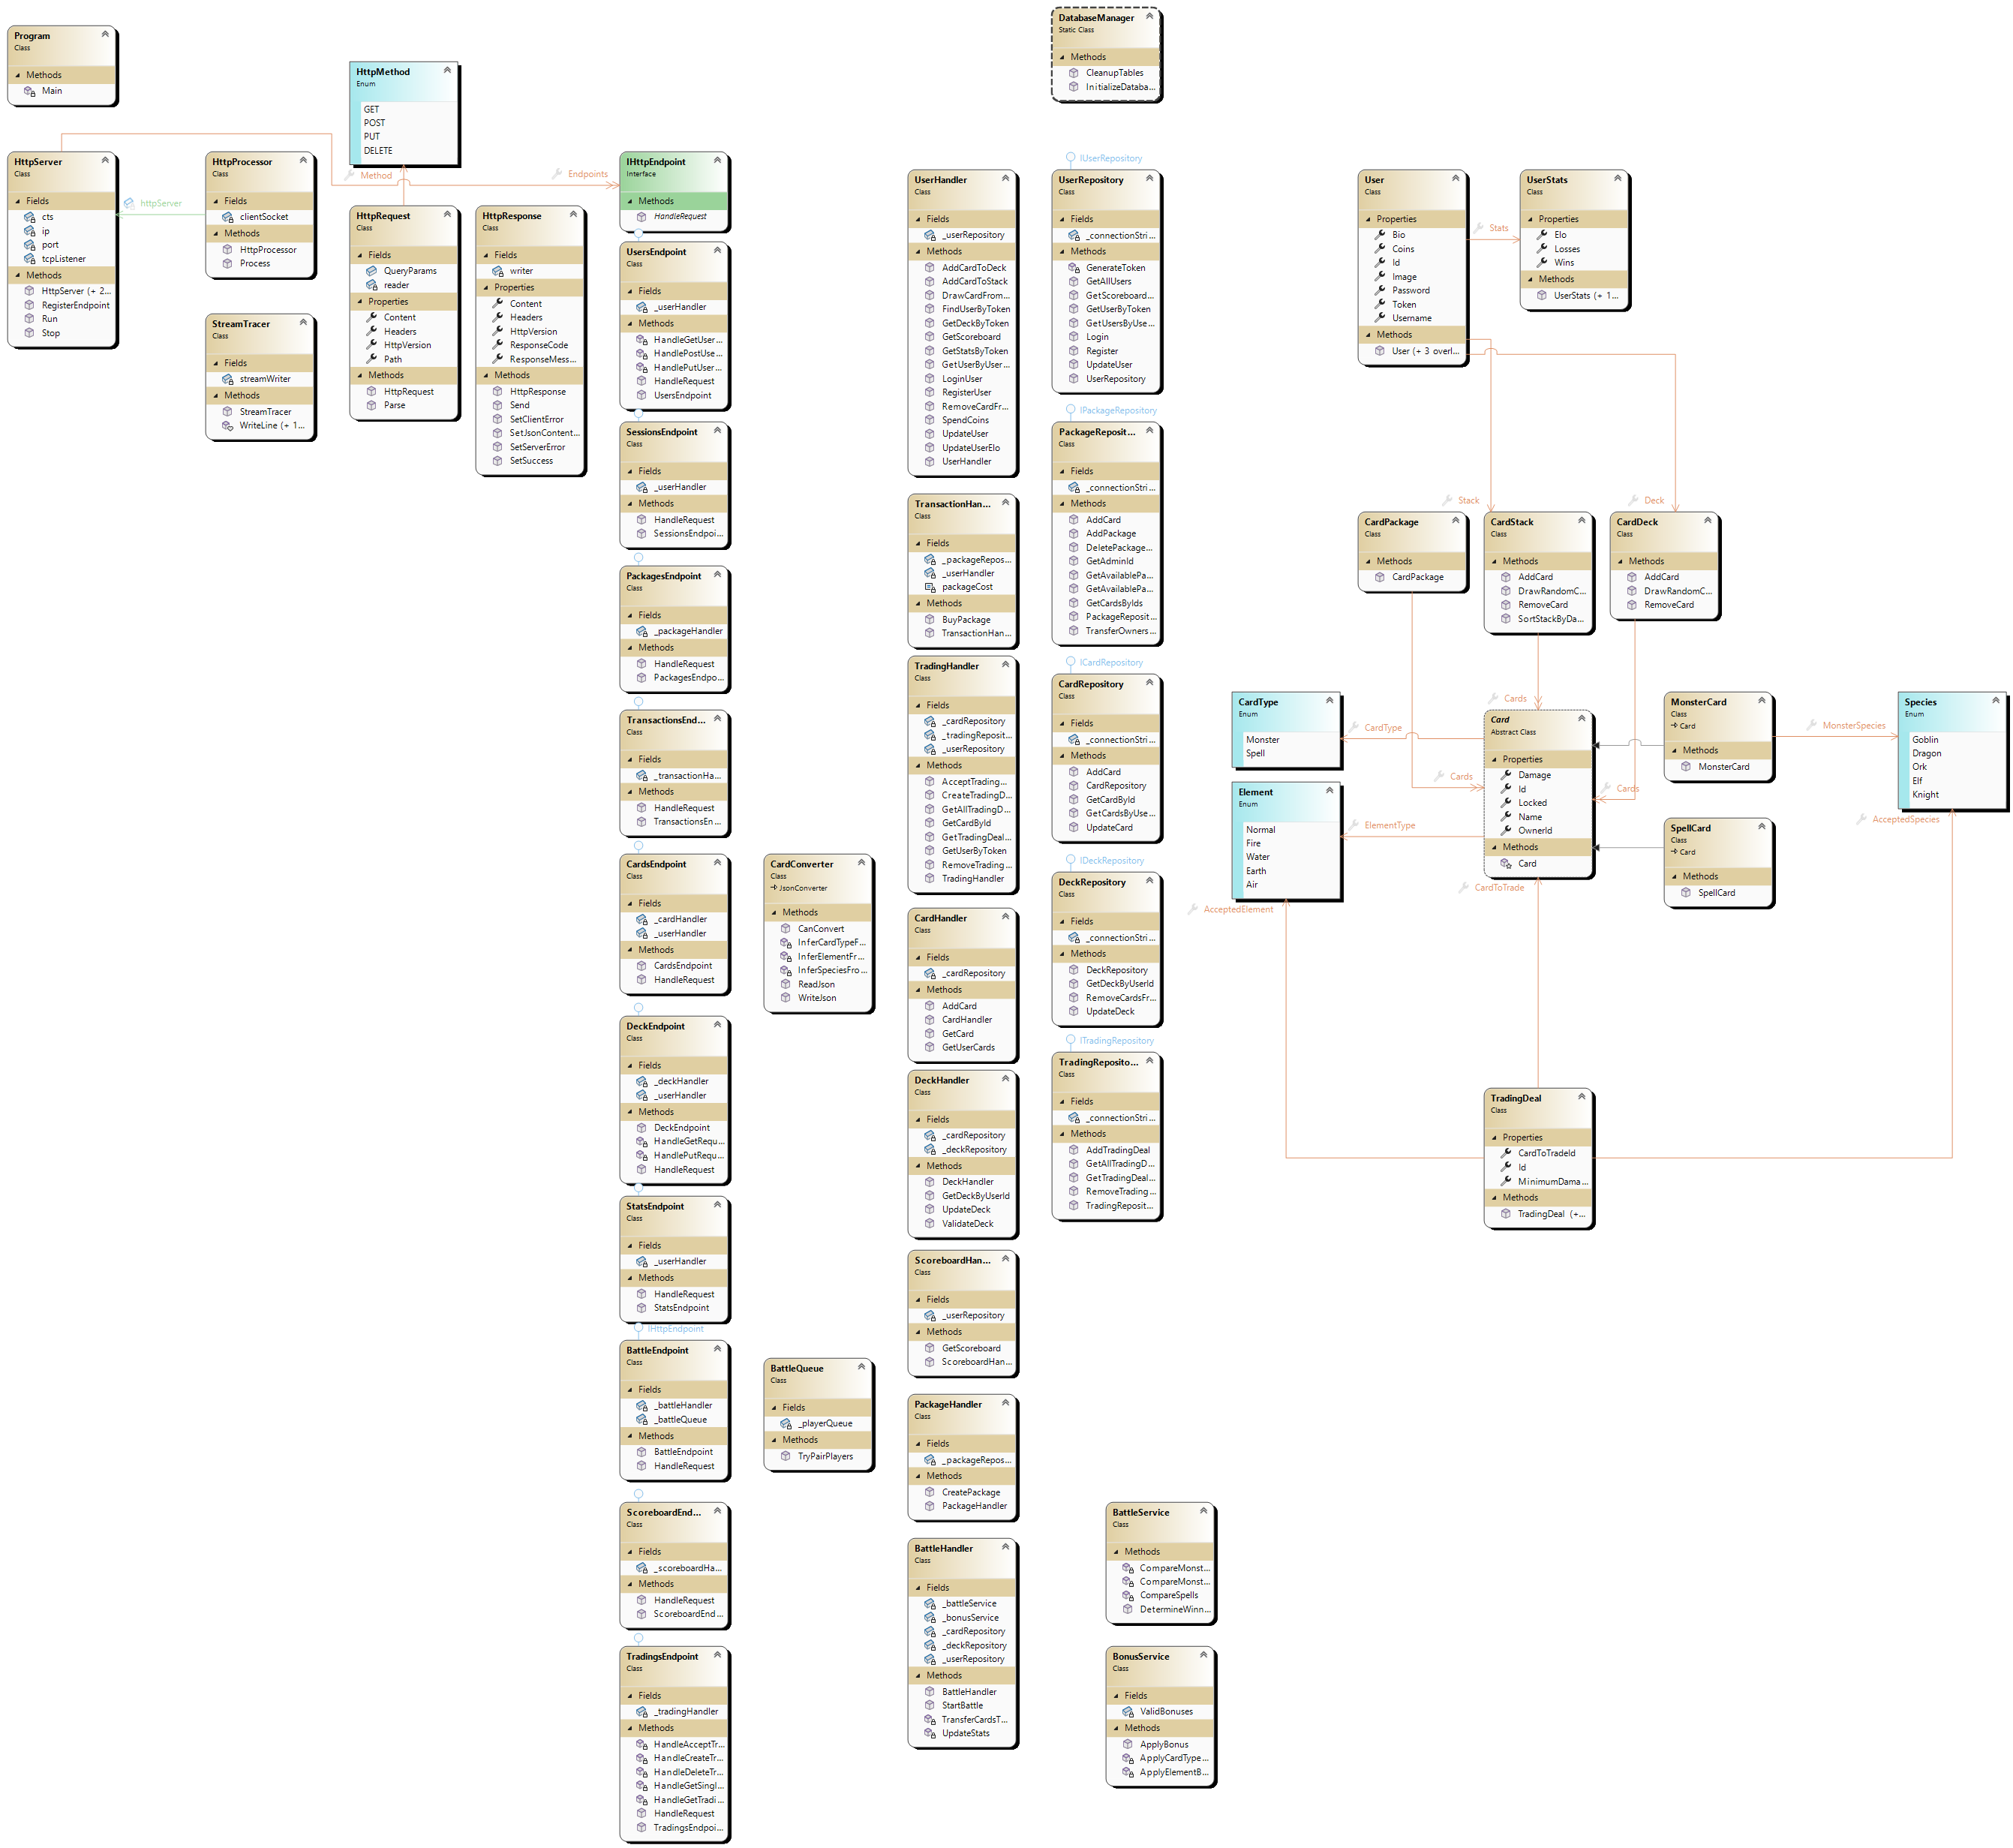 Program
Class
Methods
Main
HttpServer
Class
Fields
cts
ip
port
tcpListener
Methods
HttpServer (+ 2...
RegisterEndpoint
Run
Stop
httpServer
HttpProcessor
Class
Fields
clientSocket
Methods
HttpProcessor
Process
StreamTracer
Class
Fields
streamWriter
Methods
StreamTracer
WriteLine (+ 1...
HttpMethod
Enum
GET
POST
PUT
DELETE
Method
HttpRequest
Class
Fields
QueryParams
reader
Properties
Content
Headers
HttpVersion
Path
Methods
HttpRequest
Parse
HttpResponse
Class
Fields
writer
Properties
Content
Headers
HttpVersion
ResponseCode
ResponseMess...
Methods
HttpResponse
Send
SetClientError
SetJsonContent...
SetServerError
SetSuccess
Endpoints
IHttpEndpoint
Interface
Methods
HandleRequest
UsersEndpoint
Class
Fields
_userHandler
Methods
HandleGetUser...
HandlePostUse...
HandlePutUser...
HandleRequest
UsersEndpoint
SessionsEndpoint
Class
Fields
_userHandler
Methods
HandleRequest
SessionsEndpoi...
PackagesEndpoint
Class
Fields
_packageHandler
Methods
HandleRequest
PackagesEndpo...
TransactionsEnd...
Class
Fields
_transactionHa...
Methods
HandleRequest
TransactionsEn...
CardsEndpoint
Class
Fields
_cardHandler
_userHandler
Methods
CardsEndpoint
HandleRequest
DeckEndpoint
Class
Fields
_deckHandler
_userHandler
Methods
DeckEndpoint
HandleGetRequ...
HandlePutRequ...
HandleRequest
StatsEndpoint
Class
Fields
_userHandler
Methods
HandleRequest
StatsEndpoint
IHttpEndpoint
BattleEndpoint
Class
Fields
_battleHandler
_battleQueue
Methods
BattleEndpoint
HandleRequest
ScoreboardEnd...
Class
Fields
_scoreboardHa...
Methods
HandleRequest
ScoreboardEnd...
TradingsEndpoint
Class
Fields
_tradingHandler
Methods
HandleAcceptTr...
HandleCreateTr...
HandleDeleteTr...
HandleGetSingl...
HandleGetTradi...
HandleRequest
TradingsEndpoi...
CardConverter
Class
JsonConverter
Methods
CanConvert
InferCardTypeF...
InferElementFr...
InferSpeciesFro...
ReadJson
WriteJson
BattleQueue
Class
Fields
_playerQueue
Methods
TryPairPlayers
UserHandler
Class
Fields
_userRepository
Methods
AddCardToDeck
AddCardToStack
DrawCardFrom...
FindUserByToken
GetDeckByToken
GetScoreboard
GetStatsByToken
GetUserByUser...
LoginUser
RegisterUser
RemoveCardFr...
SpendCoins
UpdateUser
UpdateUserElo
UserHandler
TransactionHan...
Class
Fields
_packageRepos...
_userHandler
packageCost
Methods
BuyPackage
TransactionHan...
TradingHandler
Class
Fields
_cardRepository
_tradingReposit...
_userRepository
Methods
AcceptTrading...
CreateTradingD...
GetAllTradingD...
GetCardById
GetTradingDeal...
GetUserByToken
RemoveTrading...
TradingHandler
CardHandler
Class
Fields
_cardRepository
Methods
AddCard
CardHandler
GetCard
GetUserCards
DeckHandler
Class
Fields
_cardRepository
_deckRepository
Methods
DeckHandler
GetDeckByUserId
UpdateDeck
ValidateDeck
ScoreboardHan...
Class
Fields
_userRepository
Methods
GetScoreboard
ScoreboardHan...
PackageHandler
Class
Fields
_packageRepos...
Methods
CreatePackage
PackageHandler
BattleHandler
Class
Fields
_battleService
_bonusService
_cardRepository
_deckRepository
_userRepository
Methods
BattleHandler
StartBattle
TransferCardsT...
UpdateStats
DatabaseManager
Static Class
Methods
CleanupTables
InitializeDataba...
IUserRepository
UserRepository
Class
Fields
_connectionStri...
Methods
GenerateToken
GetAllUsers
GetScoreboard...
GetUserByToken
GetUsersByUse...
Login
Register
UpdateUser
UserRepository
IPackageRepository
PackageReposit...
Class
Fields
_connectionStri...
Methods
AddCard
AddPackage
DeletePackage...
GetAdminId
GetAvailablePa...
GetAvailablePa...
GetCardsByIds
PackageReposit...
TransferOwners...
ICardRepository
CardRepository
Class
Fields
_connectionStri...
Methods
AddCard
CardRepository
GetCardById
GetCardsByUse...
UpdateCard
IDeckRepository
DeckRepository
Class
Fields
_connectionStri...
Methods
DeckRepository
GetDeckByUserId
RemoveCardsFr...
UpdateDeck
ITradingRepository
TradingReposito...
Class
Fields
_connectionStri...
Methods
AddTradingDeal
GetAllTradingD...
GetTradingDeal...
RemoveTrading...
TradingReposit...
BattleService
Class
Methods
CompareMonst...
CompareMonst...
CompareSpells
DetermineWinn...
BonusService
Class
Fields
ValidBonuses
Methods
ApplyBonus
ApplyCardType...
ApplyElementB...
User
Class
Properties
Bio
Coins
Id
Image
Password
Token
Username
Methods
User (+ 3 overl...
Stats
UserStats
Class
Properties
Elo
Losses
Wins
Methods
UserStats (+ 1...
Stack
Deck
CardPackage
Class
Methods
CardPackage
CardStack
Class
Methods
AddCard
DrawRandomC...
RemoveCard
SortStackByDa...
CardDeck
Class
Methods
AddCard
DrawRandomC...
RemoveCard
CardType
Enum
Monster
Spell
Element
Enum
Normal
Fire
Water
Earth
Air
CardType
Cards
Cards
ElementType
Cards
Card
Abstract Class
Properties
Damage
Id
Locked
Name
OwnerId
Methods
Card
CardToTrade
AcceptedElement
MonsterCard
Class
Card
Methods
MonsterCard
MonsterSpecies
SpellCard
Class
Card
Methods
SpellCard
Species
Enum
Goblin
Dragon
Ork
Elf
Knight
AcceptedSpecies
TradingDeal
Class
Properties
CardToTradeId
Id
MinimumDama...
Methods
TradingDeal (+...